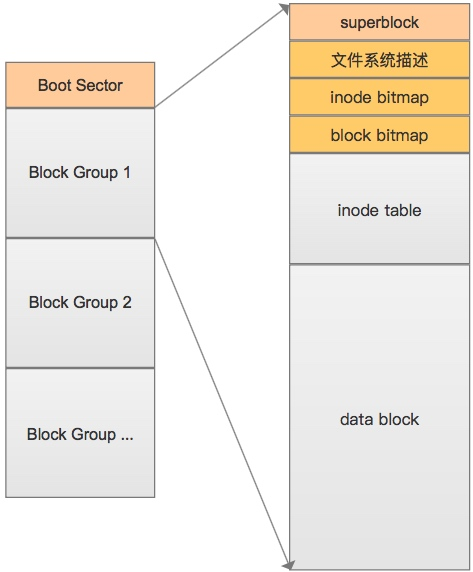 Boot Sector
Block Group 1
Block Group 2
Block Group ...
superblock
文件系统描述
inode bitmap
block bitmap
inode table
data block